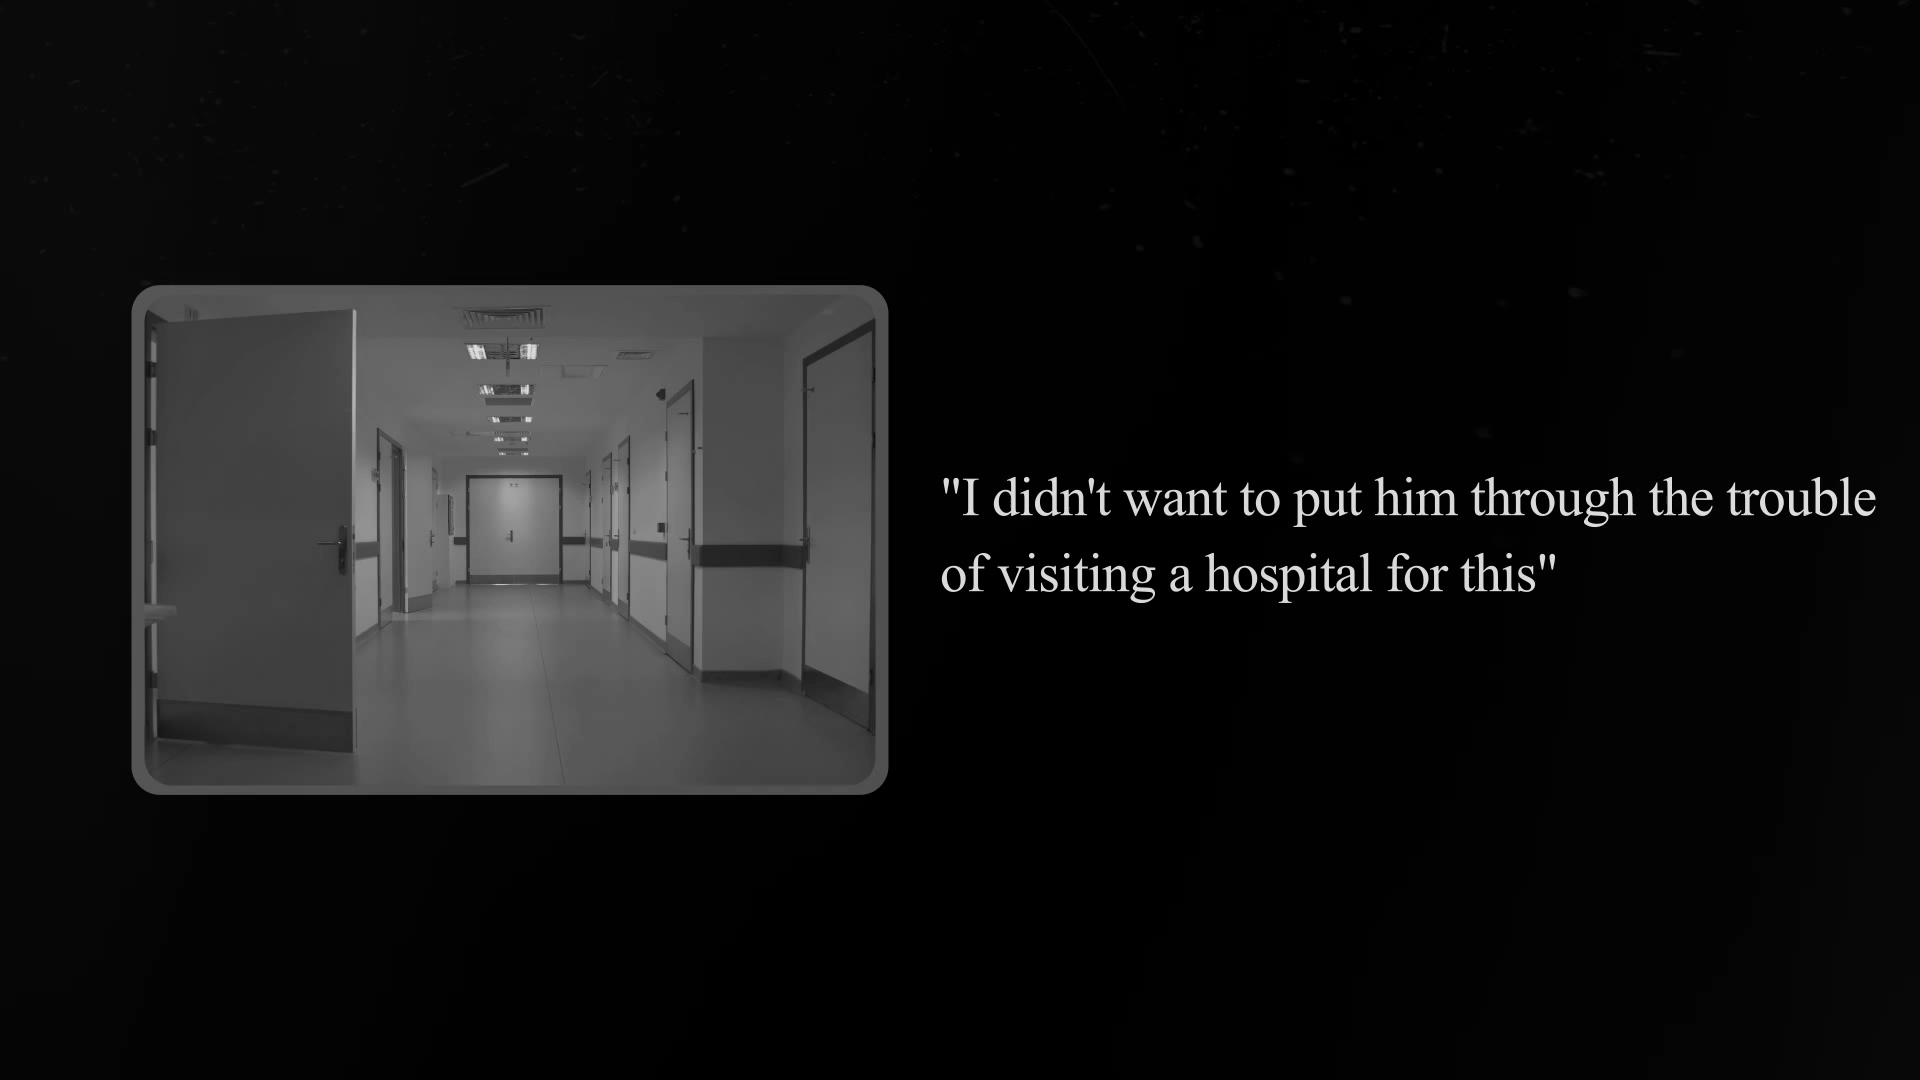 "I didn't want to put him through the trouble
of visiting a hospital for this"